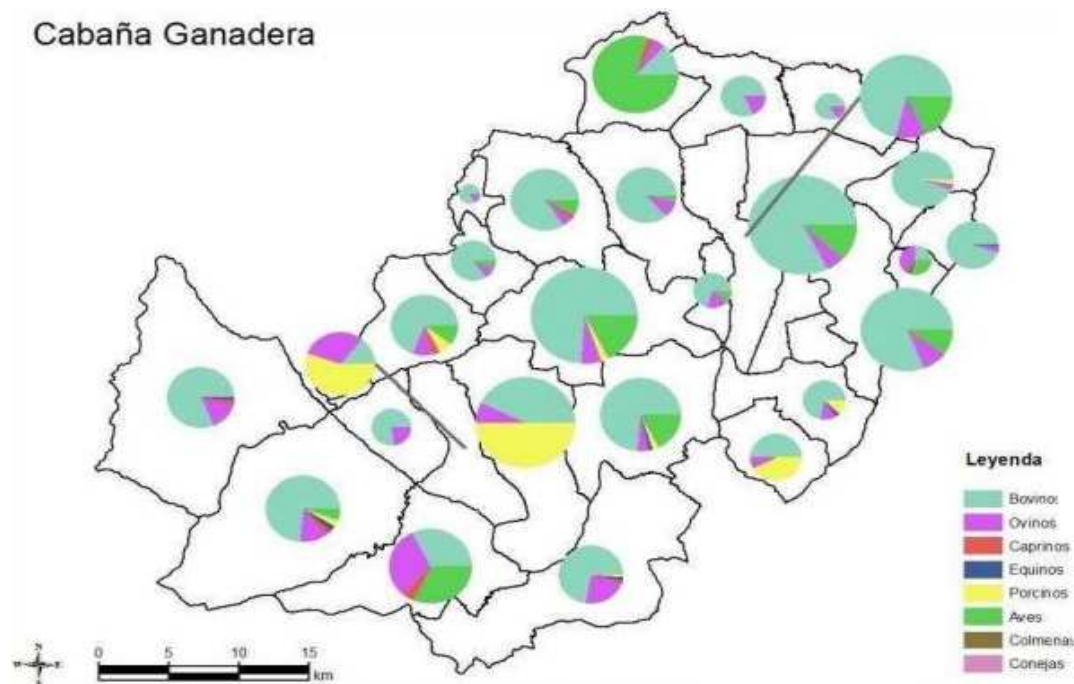 Cabaña Ganadera
Leyenda
Bovinos
Ovinos
Caprinos
Equinos
Porcinos
Aves
Colmenas
Conejas
0 5 10 15
km